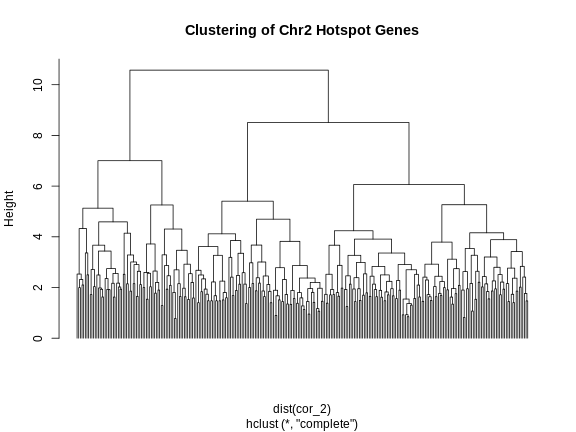 Clustering of Chr2 Hotspot Genes
Height
10
8
6
4
2
0
dist(cor_2)
hclust (*, "complete")